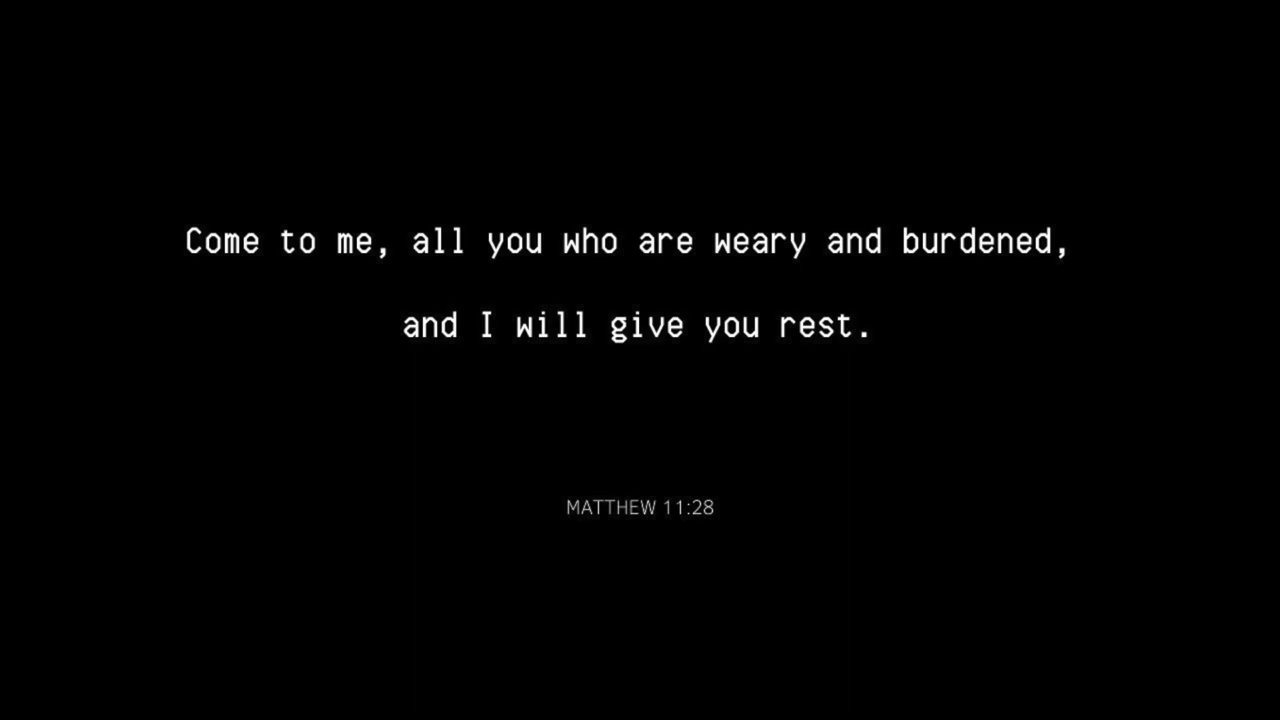 Come to me, all you who are weary and burdened,
and I will give you rest.
MATTHEW 11:28